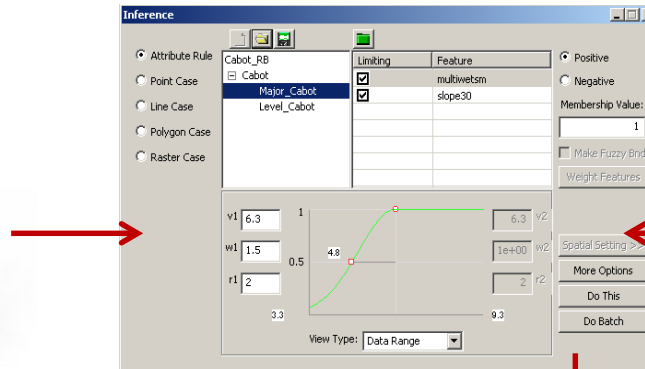 Inference
Attribute Rule
Point Case
Line Case
Polygon Case
Raster Case
Cabot_RB
Cabot
Major_Cabot
Level_Cabot
Limiting Feature
multiwetsm
slope30
Positive
Negative
Membership Value:
1
Make Fuzzy Bnd
Weight Features
v1 6.3
w1 1.5
r1 2
1
0.5
4.8
3.3
9.3
6.3 v2
1e+00 w2
2 r2
View Type: Data Range
Spatial Setting >>
More Options
Do This
Do Batch